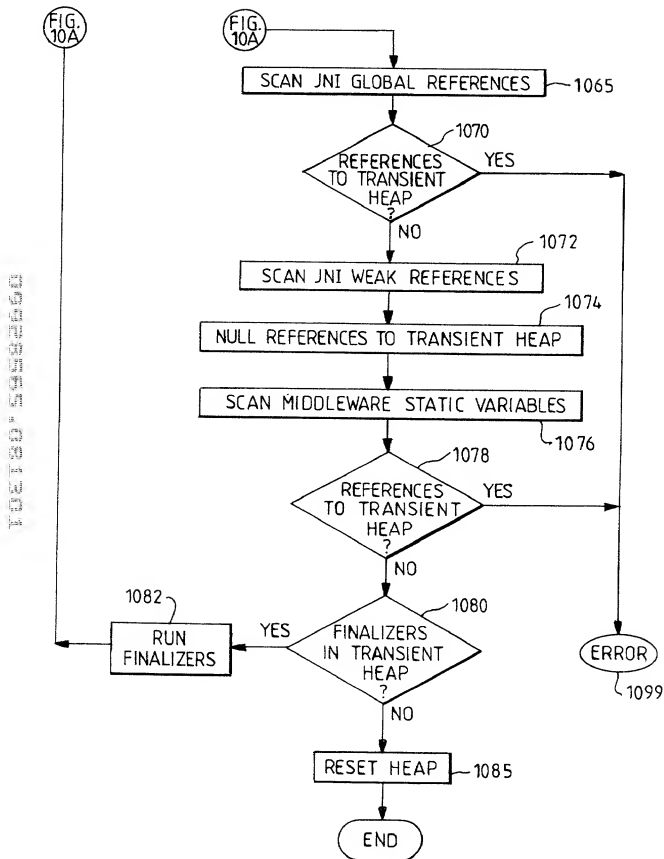 FIG.
10A
FIG.
10A
SCAN JNI GLOBAL REFERENCES
1065
1070
REFERENCES
TO TRANSIENT
HEAP
?
YES
NO
1072
SCAN JNI WEAK REFERENCES
1074
NULL REFERENCES TO TRANSIENT HEAP
SCAN MIDDLEWARE STATIC VARIABLES
1076
1078
REFERENCES
TO TRANSIENT
HEAP
?
YES
NO
1080
FINALIZERS
IN TRANSIENT
HEAP
?
YES
NO
1082
RUN
FINALIZERS
ERROR
1099
RESET HEAP
1085
END